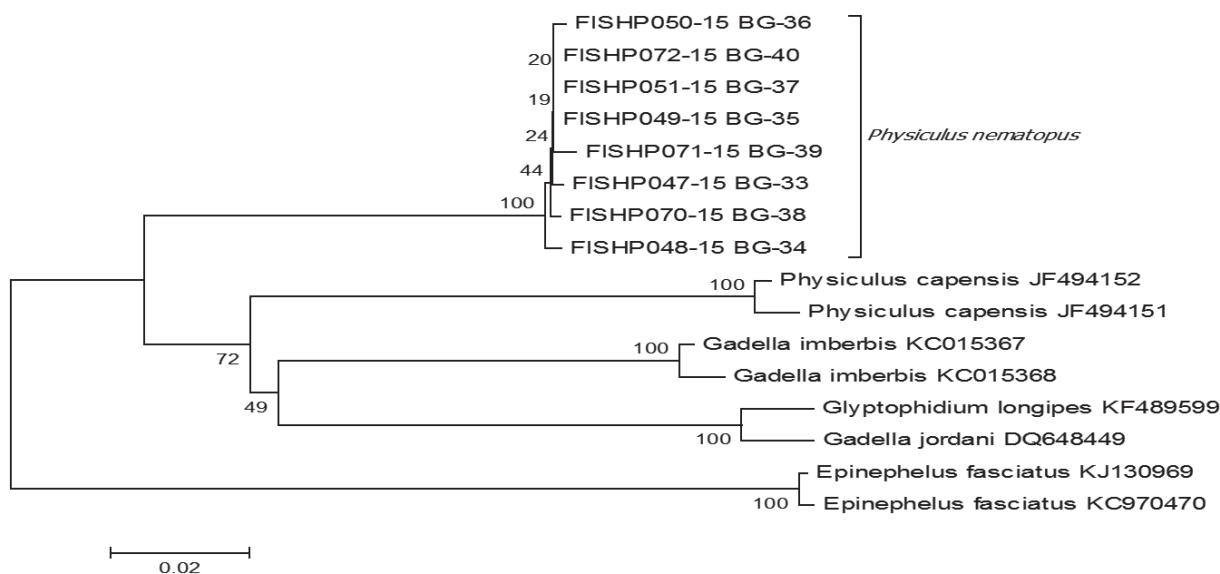 FISHP050-15 BG-36
20
FISHP072-15 BG-40
FISHP051-15 BG-37
19
FISHP049-15 BG-35
24
Physiculus nematopus
FISHP071-15 BG-39
44
FISHP047-15 BG-33
100
FISHP070-15 BG-38
FISHP048-15 BG-34
100
Physiculus capensis JF494152
Physiculus capensis JF494151
72
100
Gadella imberbis KC015367
Gadella imberbis KC015368
49
Glyptophidium longipes KF489599
100
Gadella jordani DQ648449
Epinephelus fasciatus KJ130969
100
Epinephelus fasciatus KC970470
0.02